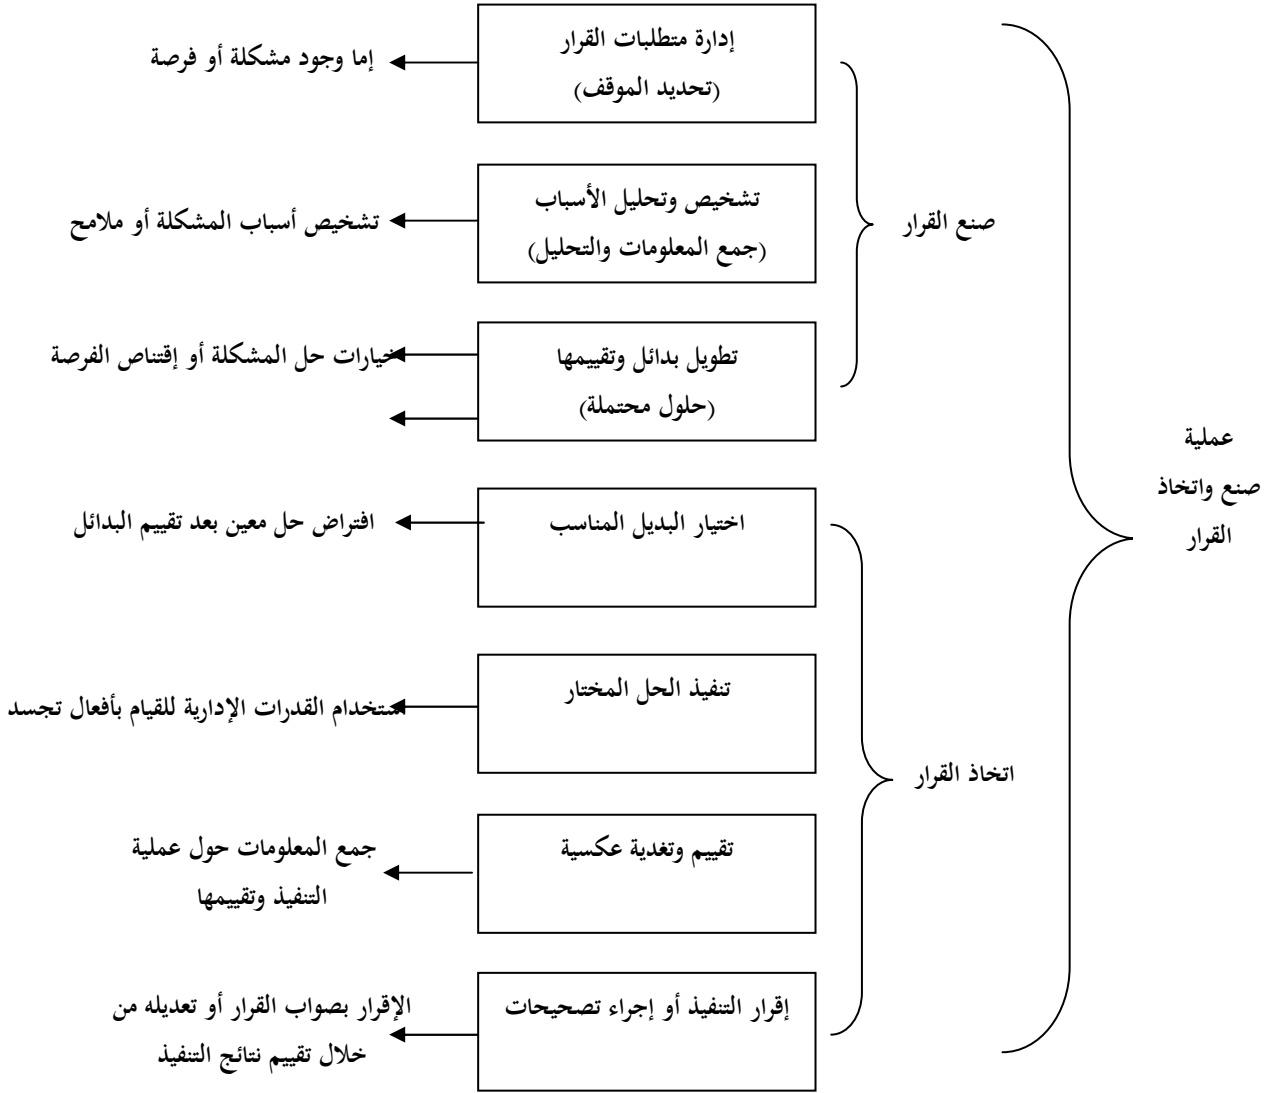 إدارة متطلبات القرار
(تحديد الموقف)
إما وجود مشكلة أو فرصة
تشخيص وتحليل الأسباب
(جمع المعلومات والتحليل)
تشخيص أسباب المشكلة أو ملامح
صنع القرار
تطويل بدائل وتقييمها
(حلول محتملة)
خيارات حل المشكلة أو إقتناص الفرصة
عملية
صنع واتخاذ
القرار
اختيار البديل المناسب
افتراض حل معين بعد تقييم البدائل
تنفيذ الحل المختار
ستخدام القدرات الإدارية للقيام بأفعال تجسد
اتخاذ القرار
تقييم وتغدية عكسية
جمع المعلومات حول عملية
التنفيذ وتقييمها
إقرار التنفيذ أو إجراء تصحيحات
الإقرار بصواب القرار أو تعديله من
خلال تقييم نتائج التنفيذ